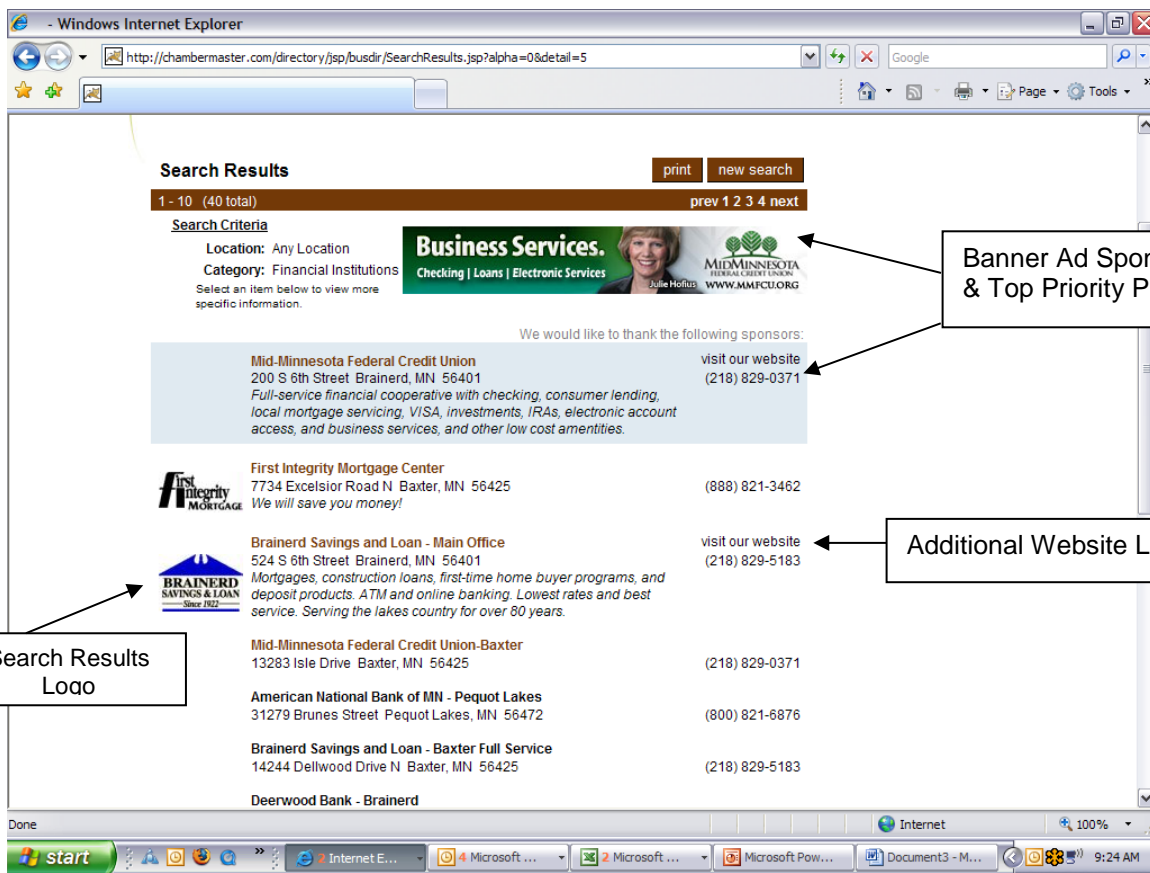 - Windows Internet Explorer
http://chambermaster.com/directory/jsp/busdir/SearchResults.jsp?alpha=0&detail=5
Google
Page
Tools
Search Results
print
new search
1 - 10 (40 total)
prev 1 2 3 4 next
Search Criteria
Location: Any Location
Category: Financial Institutions
Select an item below to view more
specific information.
Business Services.
Checking | Loans | Electronic Services
Julie Hofius
MIDMINNESOTA
FEDERAL CREDIT UNION
WWW.MMFCU.ORG
Banner Ad Spon
& Top Priority P
We would like to thank the following sponsors:
Mid-Minnesota Federal Credit Union
visit our website
200 S 6th Street Brainerd, MN 56401
(218) 829-0371
Full-service financial cooperative with checking, consumer lending,
local mortgage servicing, VISA, investments, IRAs, electronic account
access, and business services, and other low cost amentities.
First
Integrity
MORTGAGE
First Integrity Mortgage Center
7734 Excelsior Road N Baxter, MN 56425
(888) 821-3462
We will save you money!
BRAINERD
SAVINGS & LOAN
Since 1922
Brainerd Savings and Loan - Main Office
visit our website
524 S 6th Street Brainerd, MN 56401
(218) 829-5183
Mortgages, construction loans, first-time home buyer programs, and
deposit products. ATM and online banking. Lowest rates and best
service. Serving the lakes country for over 80 years.
Additional Website L
Search Results
Logo
Mid-Minnesota Federal Credit Union-Baxter
13283 Isle Drive Baxter, MN 56425
(218) 829-0371
American National Bank of MN - Pequot Lakes
31279 Brunes Street Pequot Lakes, MN 56472
(800) 821-6876
Brainerd Savings and Loan - Baxter Full Service
14244 Dellwood Drive N Baxter, MN 56425
(218) 829-5183
Deerwood Bank - Brainerd
Done
Internet
100%
start
2 Internet E...
4 Microsoft ...
2 Microsoft ...
Microsoft Pow...
Document3 - M...
9:24 AM